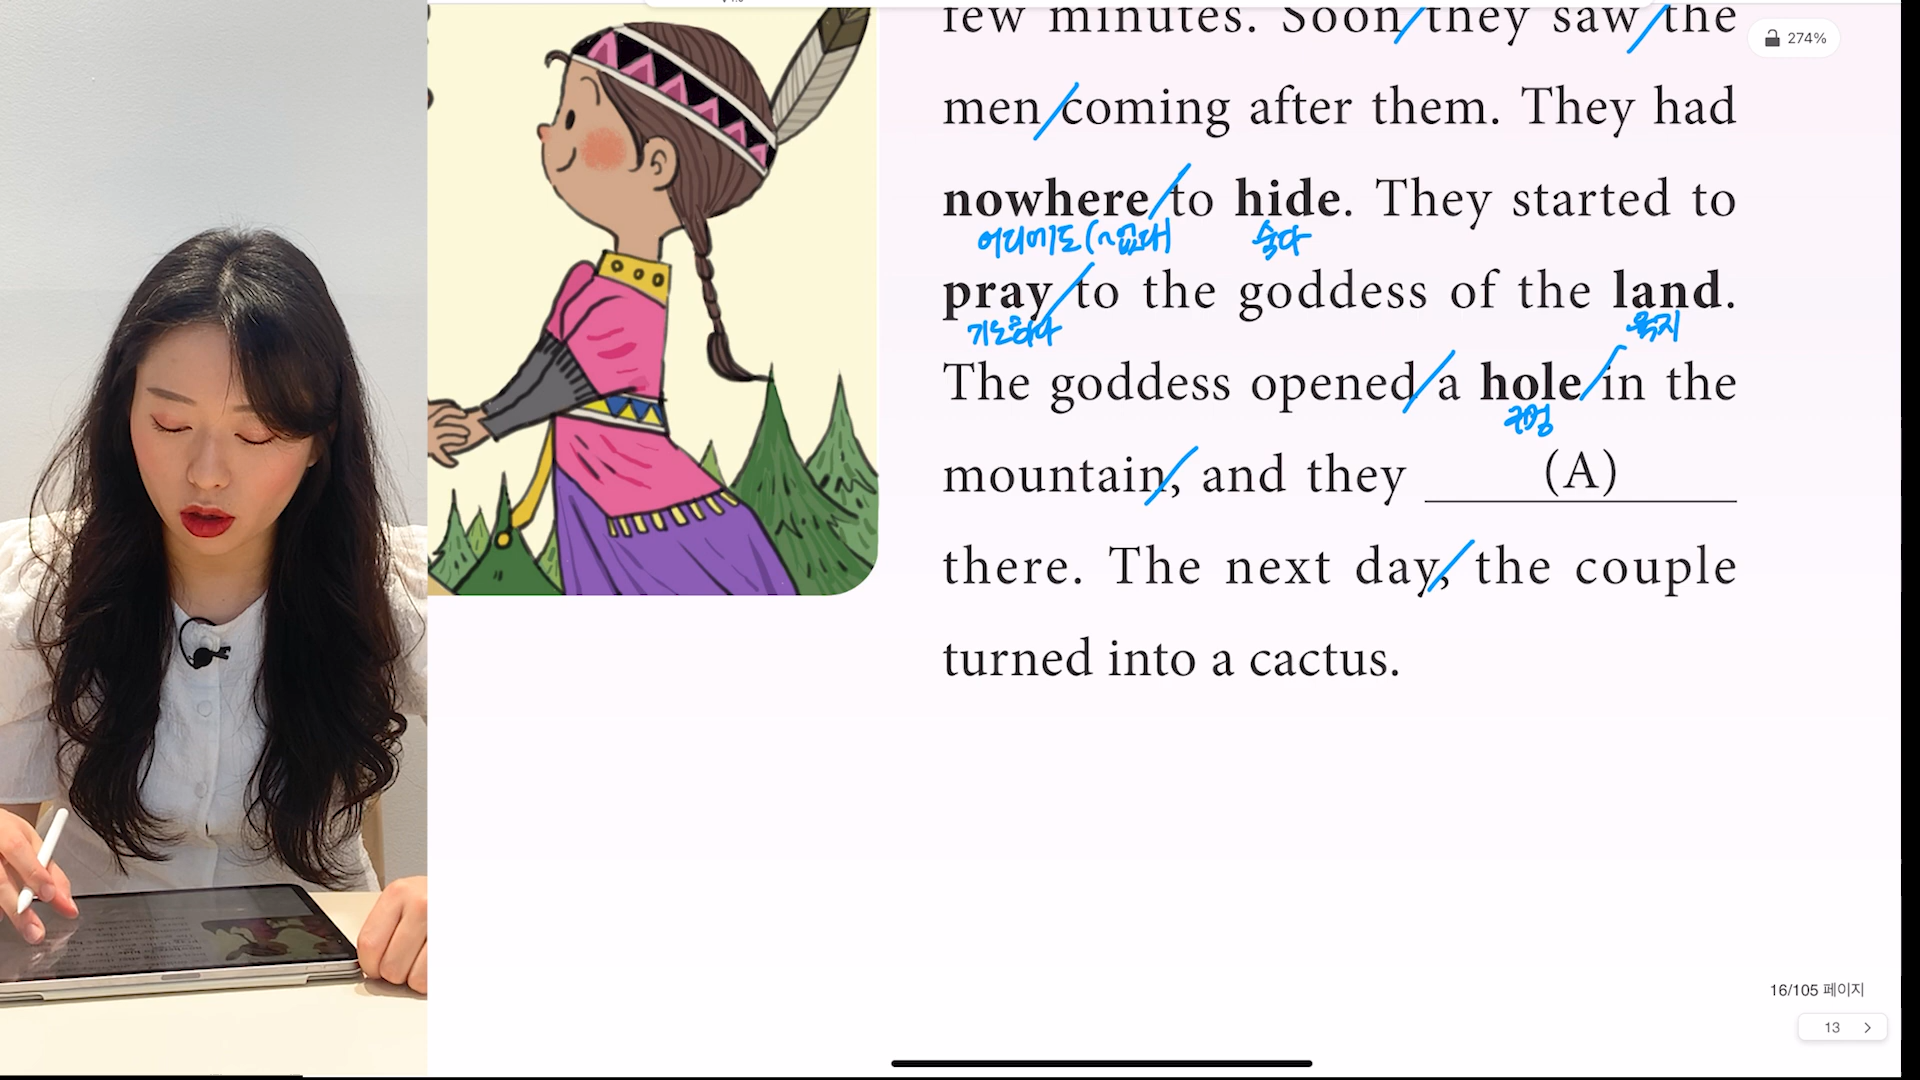 few minutes. Soon they saw the
274%
men coming after them. They had
nowhere to hide. They started to
어디에도 (~없다) 숨다
pray to the goddess of the land.
기도하다 육지
The goddess opened a hole in the
구멍
mountain, and they (A)
there. The next day, the couple
turned into a cactus.
16/105 페이지
13